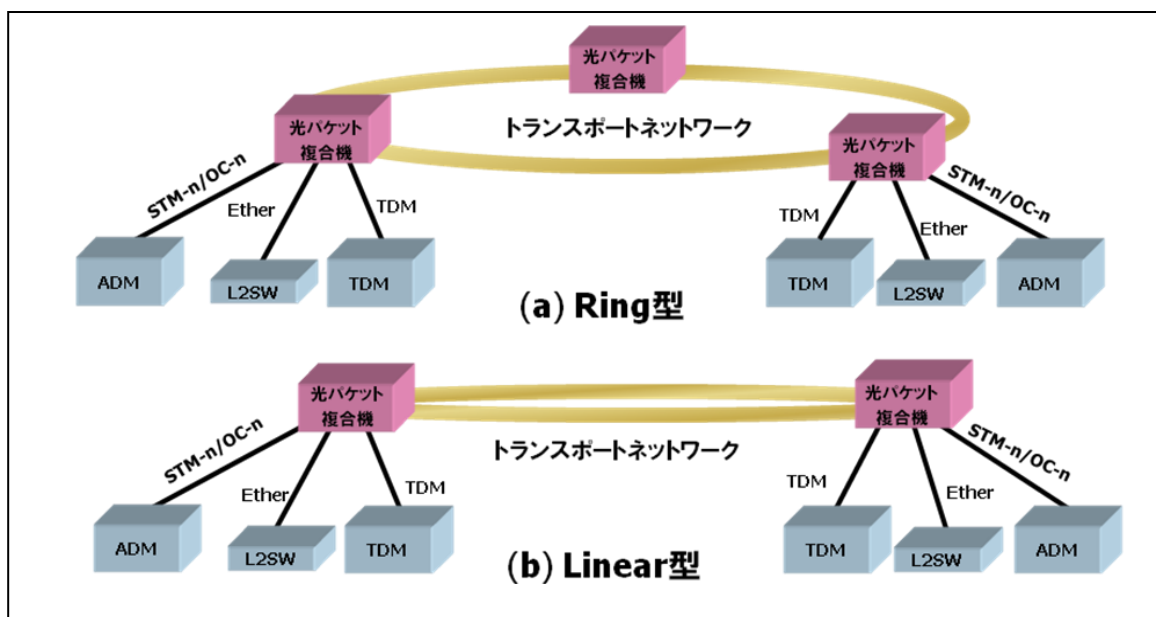 光パケット
複合機
光パケット
複合機
トランスポートネットワーク
光パケット
複合機
STM-n/OC-n
Ether
TDM
TDM
Ether
STM-n/OC-n
ADM
L2SW
TDM
TDM
L2SW
ADM
(a) Ring型
光パケット
複合機
光パケット
複合機
トランスポートネットワーク
STM-n/OC-n
Ether
TDM
TDM
Ether
STM-n/OC-n
ADM
L2SW
TDM
TDM
L2SW
ADM
(b) Linear型